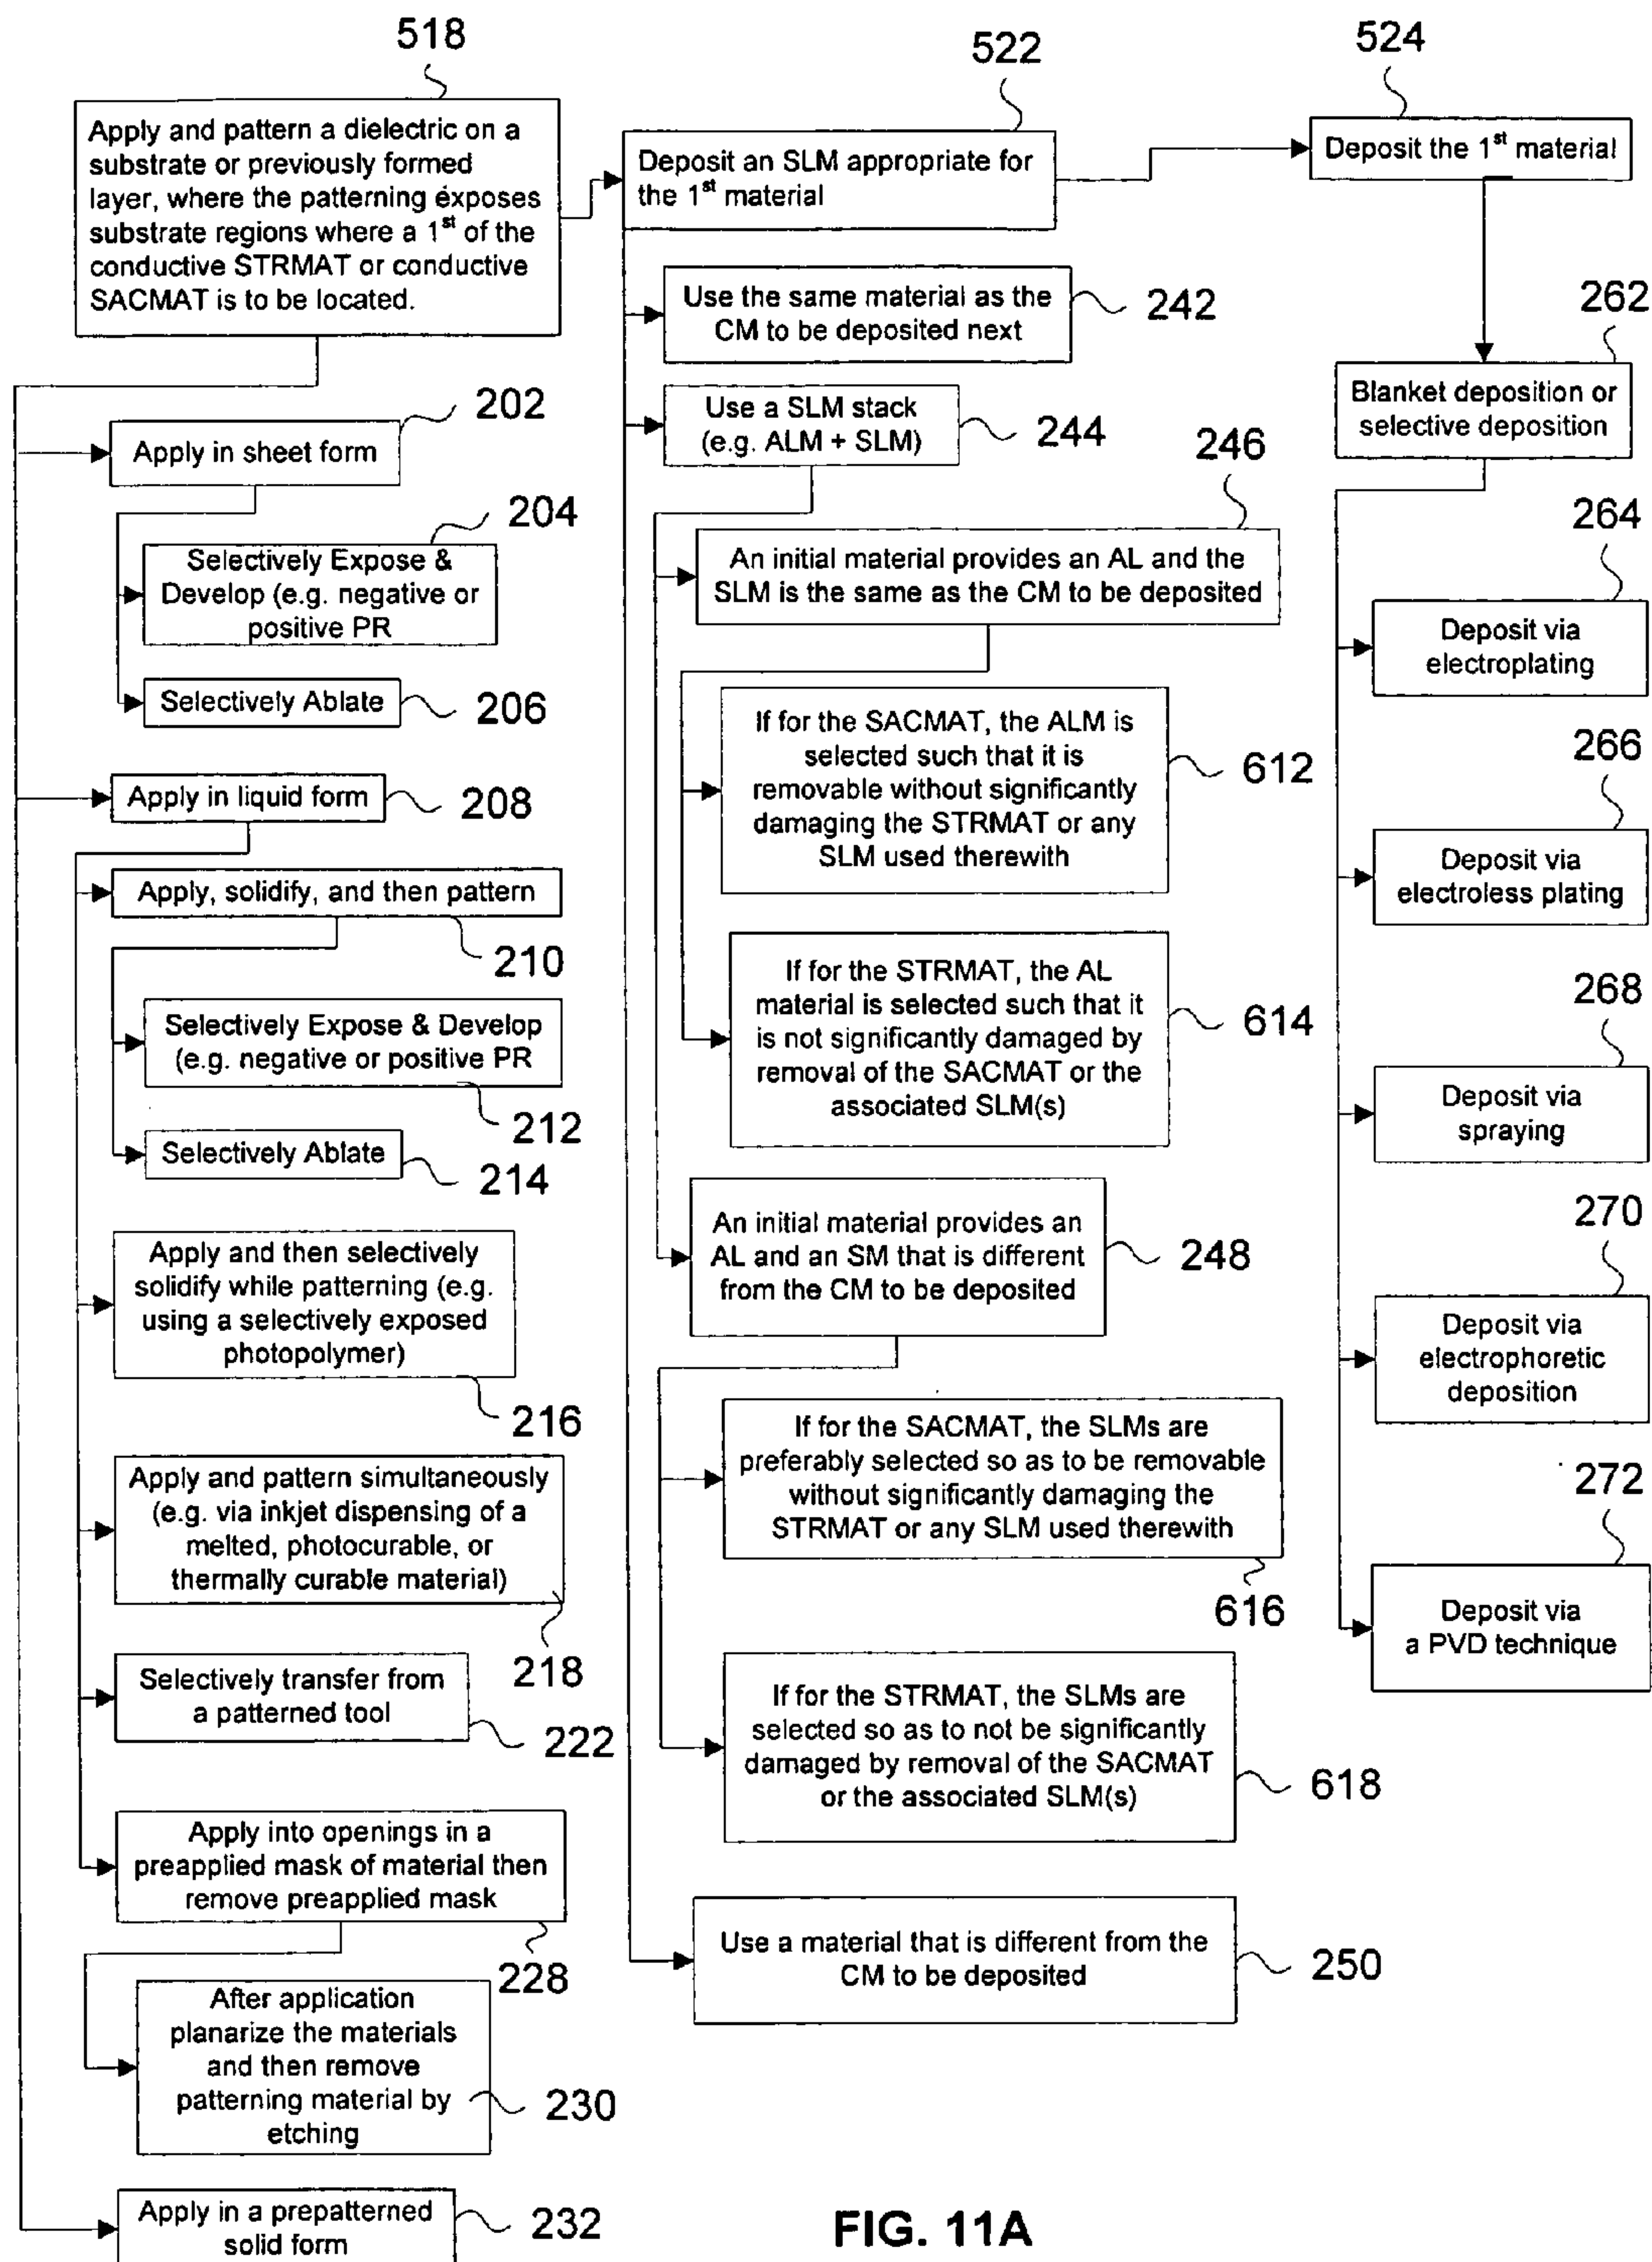 518
Apply and pattern a dielectric on a
substrate or previously formed
layer, where the patterning exposes
substrate regions where a 1st of the
conductive STRMAT or conductive
SACMAT is to be located.
202
Apply in sheet form
204
Selectively Expose &
Develop (e.g. negative or
positive PR
Selectively Ablate
206
Apply in liquid form
208
Apply, solidify, and then pattern
210
Selectively Expose & Develop
(e.g. negative or positive PR
212
Selectively Ablate
214
Apply and then selectively
solidify while patterning (e.g.
using a selectively exposed
photopolymer)
216
Apply and pattern simultaneously
(e.g. via inkjet dispensing of a
melted, photocurable, or
thermally curable material)
218
Selectively transfer from
a patterned tool
222
Apply into openings in a
preapplied mask of material then
remove preapplied mask
228
After application
planarize the materials
and then remove
patterning material by
etching
230
Apply in a prepatterned
solid form
232
522
Deposit an SLM appropriate for
the 1st material
Use the same material as the
CM to be deposited next
242
Use a SLM stack
(e.g. ALM + SLM)
244
246
An initial material provides an AL and the
SLM is the same as the CM to be deposited
If for the SACMAT, the ALM is
selected such that it is
removable without significantly
damaging the STRMAT or any
SLM used therewith
612
If for the STRMAT, the AL
material is selected such that it
is not significantly damaged by
removal of the SACMAT or the
associated SLM(s)
614
An initial material provides an
AL and an SM that is different
from the CM to be deposited
248
If for the SACMAT, the SLMs are
preferably selected so as to be removable
without significantly damaging the
STRMAT or any SLM used therewith
616
If for the STRMAT, the SLMs are
selected so as to not be significantly
damaged by removal of the SACMAT
or the associated SLM(s)
618
Use a material that is different from the
CM to be deposited
250
524
Deposit the 1st material
262
Blanket deposition or
selective deposition
264
Deposit via
electroplating
266
Deposit via
electroless plating
268
Deposit via
spraying
270
Deposit via
electrophoretic
deposition
272
Deposit via
a PVD technique
FIG. 11A